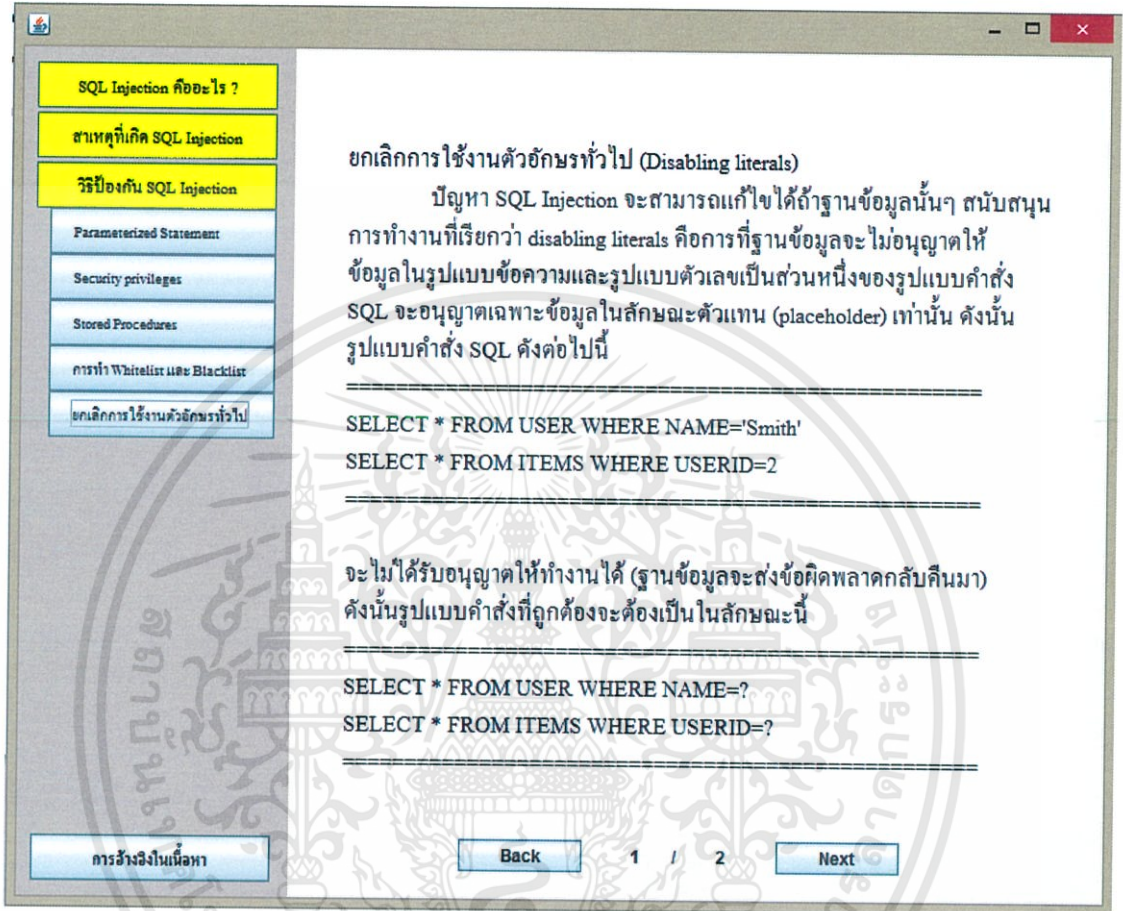 SQL Injection คืออะไร ?
สาเหตุที่เกิด SQL Injection
วิธีป้องกัน SQL Injection
Parameterized Statement
Security privileges
Stored Procedures
การทำ Whitelist และ Blacklist
ยกเลิกการใช้งานตัวอักษรทั่วไป
การอ้างอิงในเนื้อหา
ยกเลิกการใช้งานตัวอักษรทั่วไป (Disabling literals)
ปัญหา SQL Injection จะสามารถแก้ไขได้ถ้าฐานข้อมูลนั้นๆ สนับสนุน
การทำงานที่เรียกว่า disabling literals คือการที่ฐานข้อมูลจะไม่อนุญาตให้
ข้อมูลในรูปแบบข้อความและรูปแบบตัวเลขเป็นส่วนหนึ่งของรูปแบบคำสั่ง
SQL จะอนุญาตเฉพาะข้อมูลในลักษณะตัวแทน (placeholder) เท่านั้น ดังนั้น
รูปแบบคำสั่ง SQL ดังต่อไปนี้
SELECT * FROM USER WHERE NAME='Smith'
SELECT * FROM ITEMS WHERE USERID=2
จะไม่ได้รับอนุญาตให้ทำงานได้ (ฐานข้อมูลจะส่งข้อผิดพลาดกลับคืนมา)
ดังนั้นรูปแบบคำสั่งที่ถูกต้องจะต้องเป็นในลักษณะนี้
SELECT * FROM USER WHERE NAME=?
SELECT * FROM ITEMS WHERE USERID=?
Back 1 / 2 Next